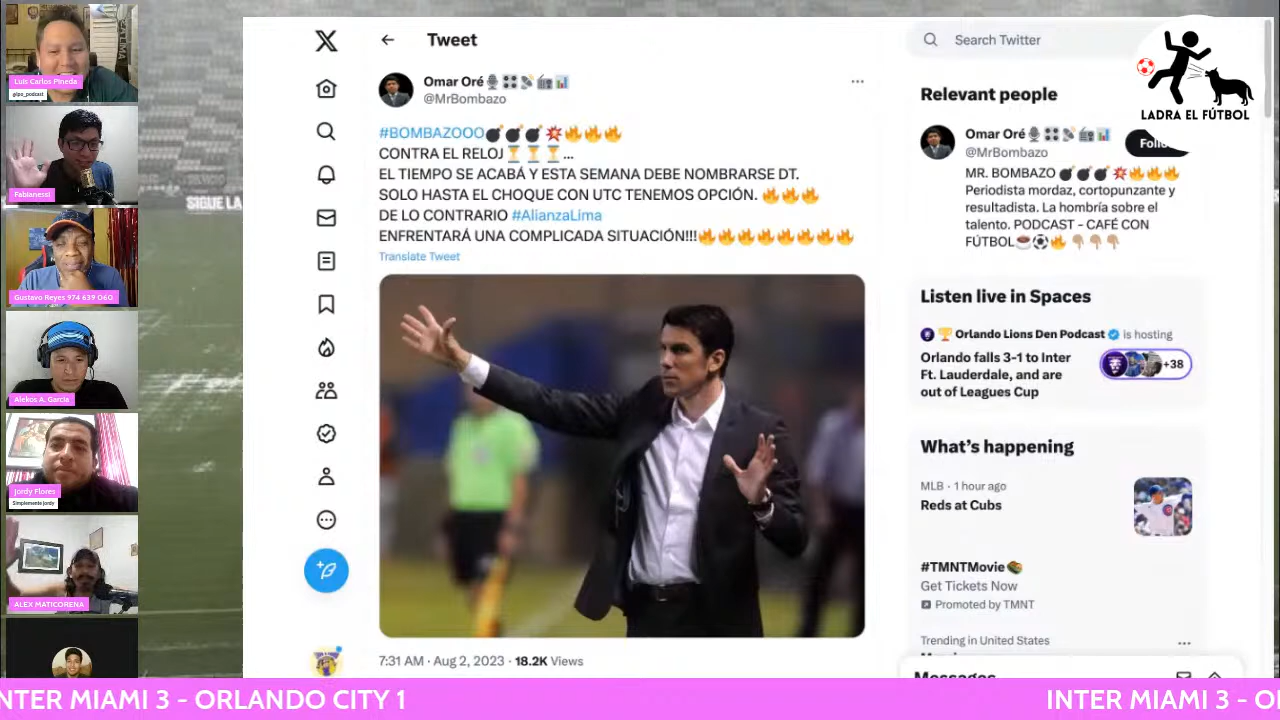 Luis Carlos Pineda
gipo_podcast
Fabianessi
Gustavo Reyes 974 639 060
Alekos A. Garcia
Jordy Flores
Simplemente Jordy
ALEX MATICORENA
SIGUE LA
Tweet
Omar Oré
@MrBombazo
#BOMBAZOOO
CONTRA EL RELOJ ...
EL TIEMPO SE ACABÁ Y ESTA SEMANA DEBE NOMBRARSE DT.
SOLO HASTA EL CHOQUE CON UTC TENEMOS OPCIÓN.
DE LO CONTRARIO #AlianzaLima
ENFRENTARÁ UNA COMPLICADA SITUACIÓN!!!
Translate Tweet
7:31 AM · Aug 2, 2023 · 18.2K Views
Search Twitter
LADRA EL FÚTBOL
Relevant people
Omar Oré
@MrBombazo
MR. BOMBAZO
Periodista mordaz, cortopunzante y
resultadista. La hombría sobre el
talento. PODCAST - CAFÉ CON
FÚTBOL
Listen live in Spaces
Orlando Lions Den Podcast is hosting
Orlando falls 3-1 to Inter
Ft. Lauderdale, and are
out of Leagues Cup
+38
What's happening
MLB · 1 hour ago
Reds at Cubs
#TMNTMovie
Get Tickets Now
Promoted by TMNT
Trending in United States
Messages
INTER MIAMI 3 - ORLANDO CITY 1
INTER MIAMI 3 - O